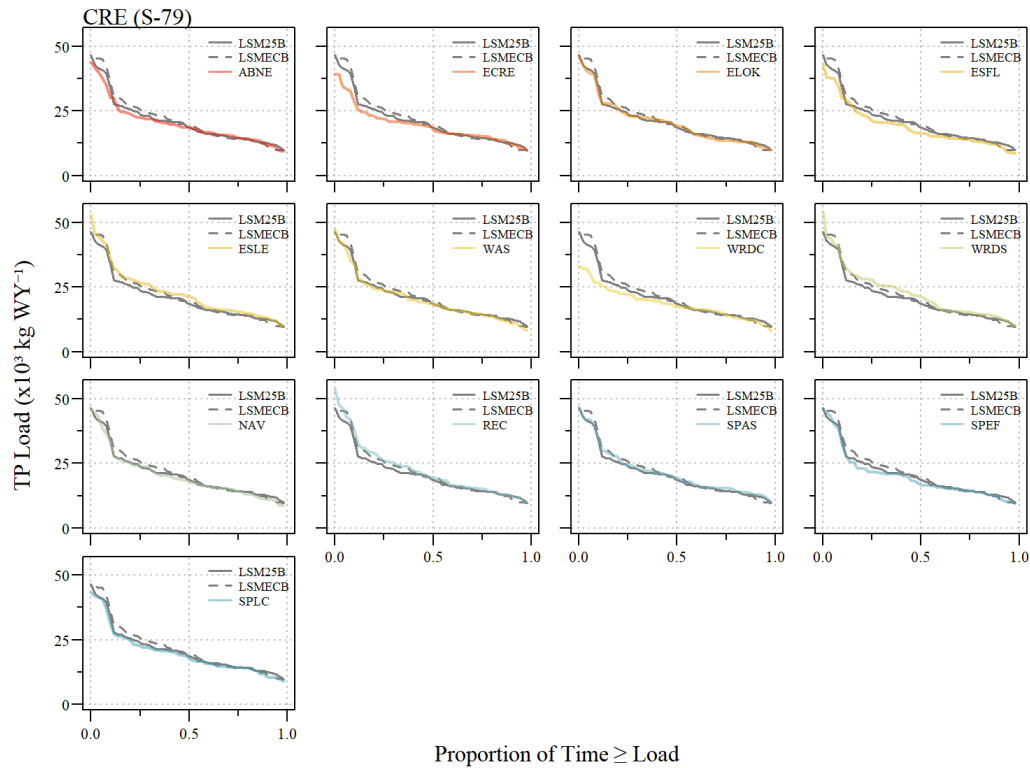 CRE (S-79)
TP Load (x10³ kg WY⁻¹)
50
25
0
LSM25B
LSMECB
ABNE
LSM25B
LSMECB
ECRE
LSM25B
LSMECB
ELOK
LSM25B
LSMECB
ESFL
50
25
0
LSM25B
LSMECB
ESLE
LSM25B
LSMECB
WAS
LSM25B
LSMECB
WRDC
LSM25B
LSMECB
WRDS
50
25
0
LSM25B
LSMECB
NAV
LSM25B
LSMECB
REC
LSM25B
LSMECB
SPAS
LSM25B
LSMECB
SPEF
0.0 0.5 1.0
0.0 0.5 1.0
0.0 0.5 1.0
50
25
0
LSM25B
LSMECB
SPLC
0.0 0.5 1.0
Proportion of Time ≥ Load